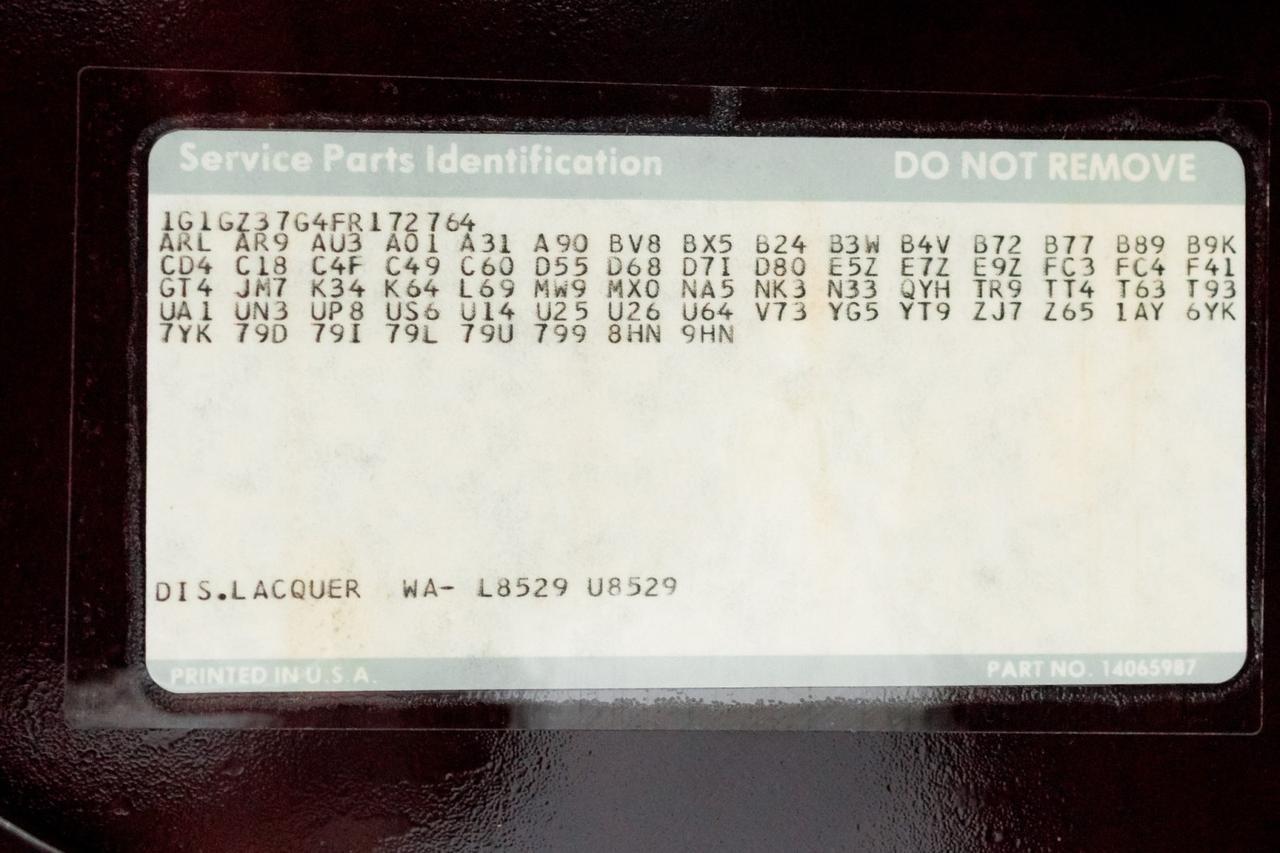 Service Parts Identification DO NOT REMOVE
1G1GZ37G4FR172764
ARL AR9 AU3 A01 A31 A90 BV8 BX5 B24 B3W B4V B72 B77 B89 B9K
CD4 C18 C4F C49 C60 D55 D68 D7I D80 E5Z E7Z E9Z FC3 FC4 F41
GT4 JM7 K34 K64 L69 MW9 MX0 NA5 NK3 N33 QYH TR9 TT4 T63 T93
UA1 UN3 UP8 US6 U14 U25 U26 U64 V73 YG5 YT9 ZJ7 Z65 1AY 6YK
7YK 79D 79I 79L 79U 799 8HN 9HN
DIS.LACQUER WA- L8529 U8529
PRINTED IN U.S.A. PART NO. 14065987